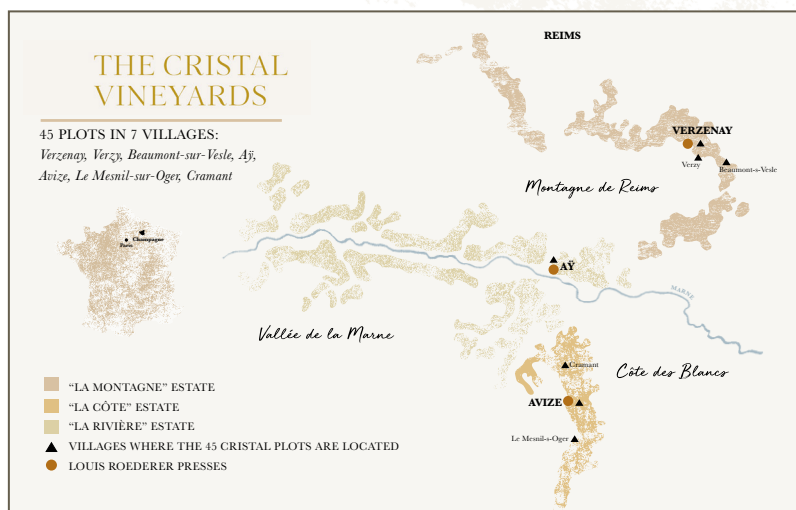 THE CRISTAL
VINEYARDS
45 PLOTS IN 7 VILLAGES:
Verzenay, Verzy, Beaumont-sur-Vesle, Aÿ,
Avize, Le Mesnil-sur-Oger, Cramant
REIMS
VERZENAY
Verzy
Beaumont-s-Vesle
Montagne de Reims
Champagne
Paris
AŸ
MARNE
Vallée de la Marne
Cramant
Côte des Blancs
AVIZE
Le Mesnil-s-Oger
“LA MONTAGNE” ESTATE
“LA CÔTE” ESTATE
“LA RIVIÈRE” ESTATE
VILLAGES WHERE THE 45 CRISTAL PLOTS ARE LOCATED
LOUIS ROEDERER PRESSES